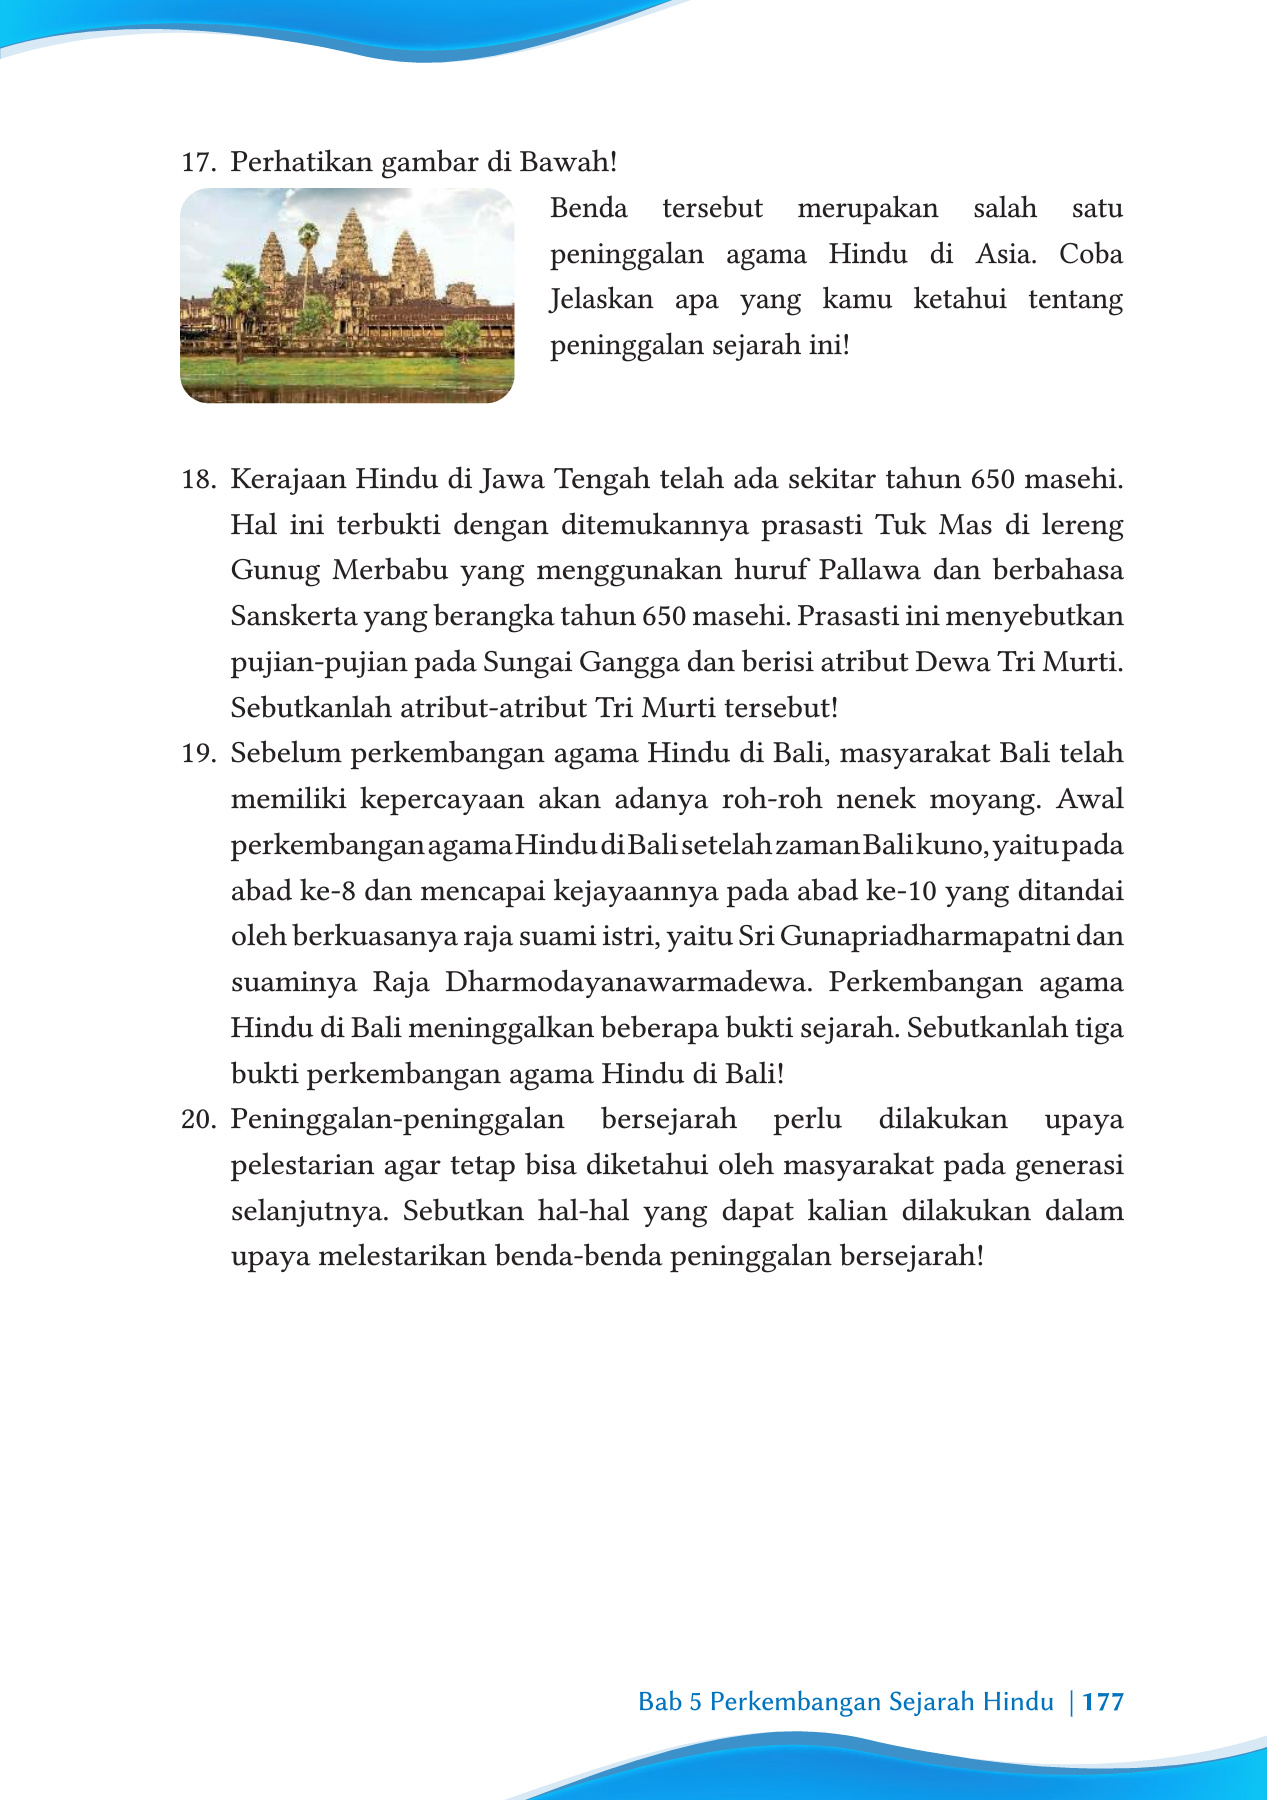 17. Perhatikan gambar di Bawah!
Benda tersebut merupakan salah satu
peninggalan agama Hindu di Asia. Coba
Jelaskan apa yang kamu ketahui tentang
peninggalan sejarah ini!
18. Kerajaan Hindu di Jawa Tengah telah ada sekitar tahun 650 masehi.
Hal ini terbukti dengan ditemukannya prasasti Tuk Mas di lereng
Gunug Merbabu yang menggunakan huruf Pallawa dan berbahasa
Sanskerta yang berangka tahun 650 masehi. Prasasti ini menyebutkan
pujian-pujian pada Sungai Gangga dan berisi atribut Dewa Tri Murti.
Sebutkanlah atribut-atribut Tri Murti tersebut!
19. Sebelum perkembangan agama Hindu di Bali, masyarakat Bali telah
memiliki kepercayaan akan adanya roh-roh nenek moyang. Awal
perkembangan agama Hindu di Bali setelah zaman Bali kuno, yaitu pada
abad ke-8 dan mencapai kejayaannya pada abad ke-10 yang ditandai
oleh berkuasanya raja suami istri, yaitu Sri Gunapriadharmapatni dan
suaminya Raja Dharmodayanawarmadewa. Perkembangan agama
Hindu di Bali meninggalkan beberapa bukti sejarah. Sebutkanlah tiga
bukti perkembangan agama Hindu di Bali!
20. Peninggalan-peninggalan bersejarah perlu dilakukan upaya
pelestarian agar tetap bisa diketahui oleh masyarakat pada generasi
selanjutnya. Sebutkan hal-hal yang dapat kalian dilakukan dalam
upaya melestarikan benda-benda peninggalan bersejarah!
Bab 5 Perkembangan Sejarah Hindu | 177